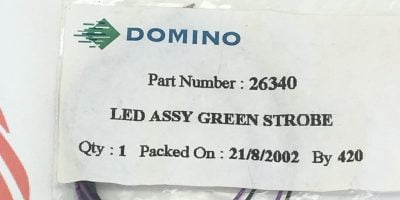 DOMINO
Part Number : 26340
LED ASSY GREEN STROBE
Qty : 1 Packed On : 21/8/2002 By 420